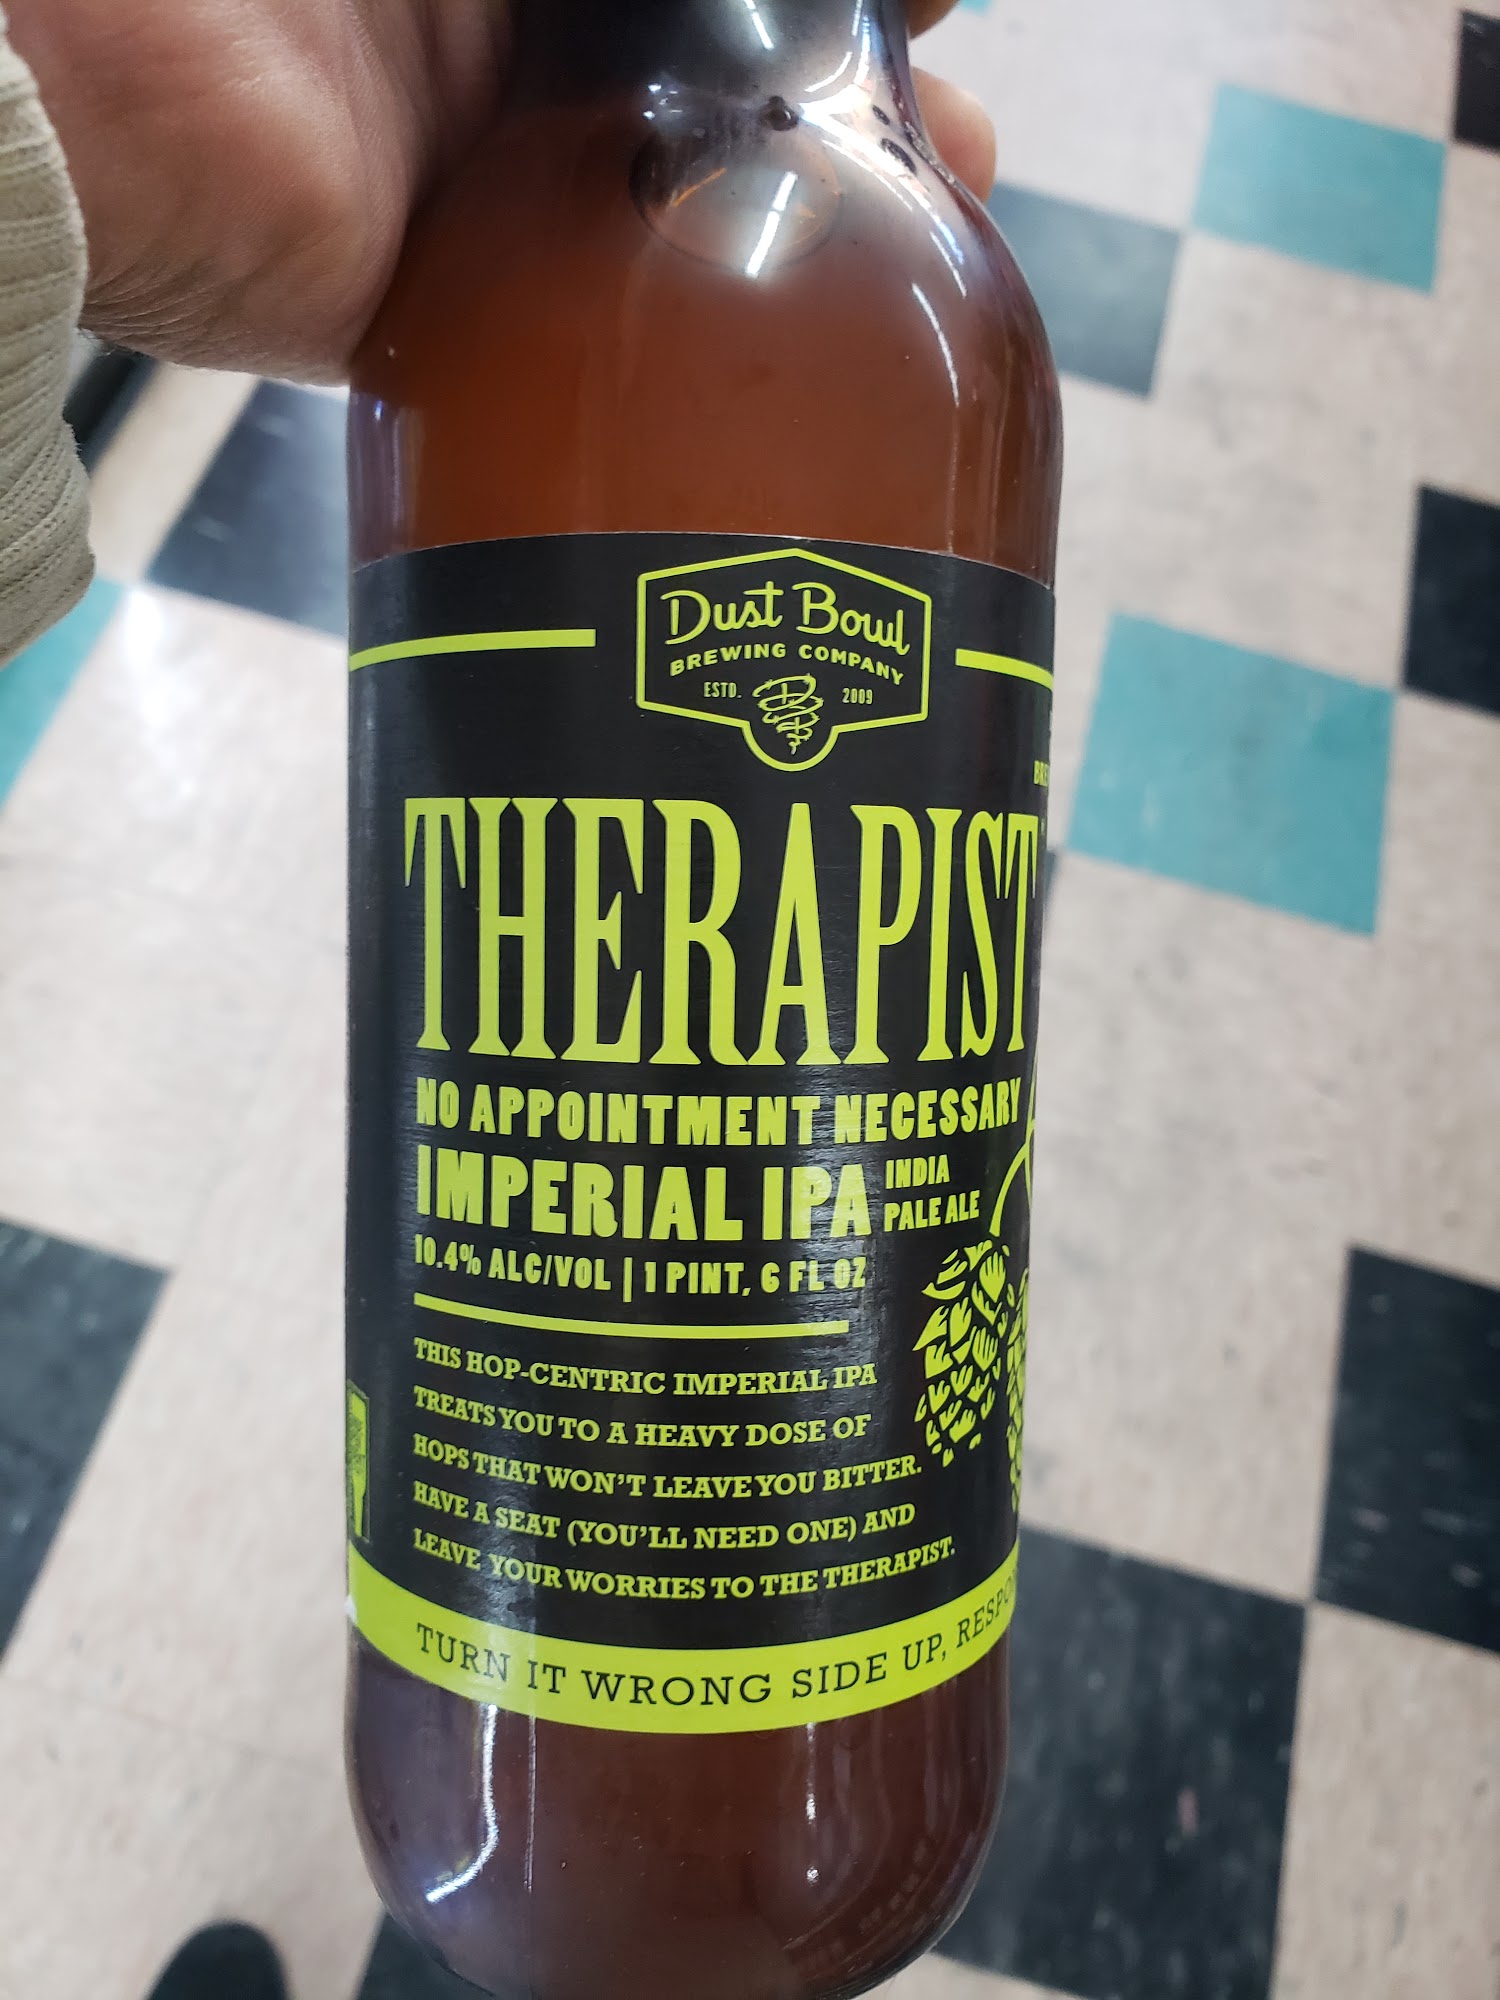 Dust Bowl
BREWING COMPANY
ESTD. 2009
THERAPIST
NO APPOINTMENT NECESSARY
IMPERIAL IPA INDIA PALE ALE
10.4% ALC/VOL | 1 PINT, 6 FL OZ
THIS HOP-CENTRIC IMPERIAL IPA
TREATS YOU TO A HEAVY DOSE OF
HOPS THAT WON'T LEAVE YOU BITTER.
HAVE A SEAT (YOU'LL NEED ONE) AND
LEAVE YOUR WORRIES TO THE THERAPIST.
TURN IT WRONG SIDE UP,